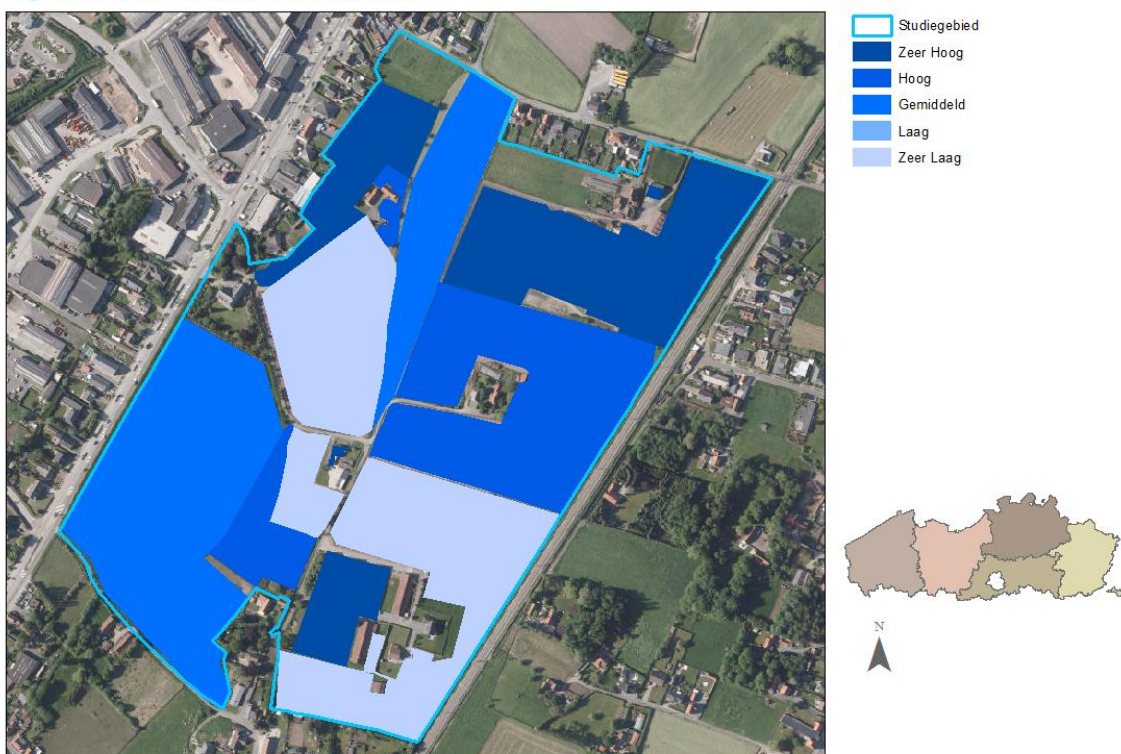 Studiegebied
Zeer Hoog
Hoog
Gemiddeld
Laag
Zeer Laag
N